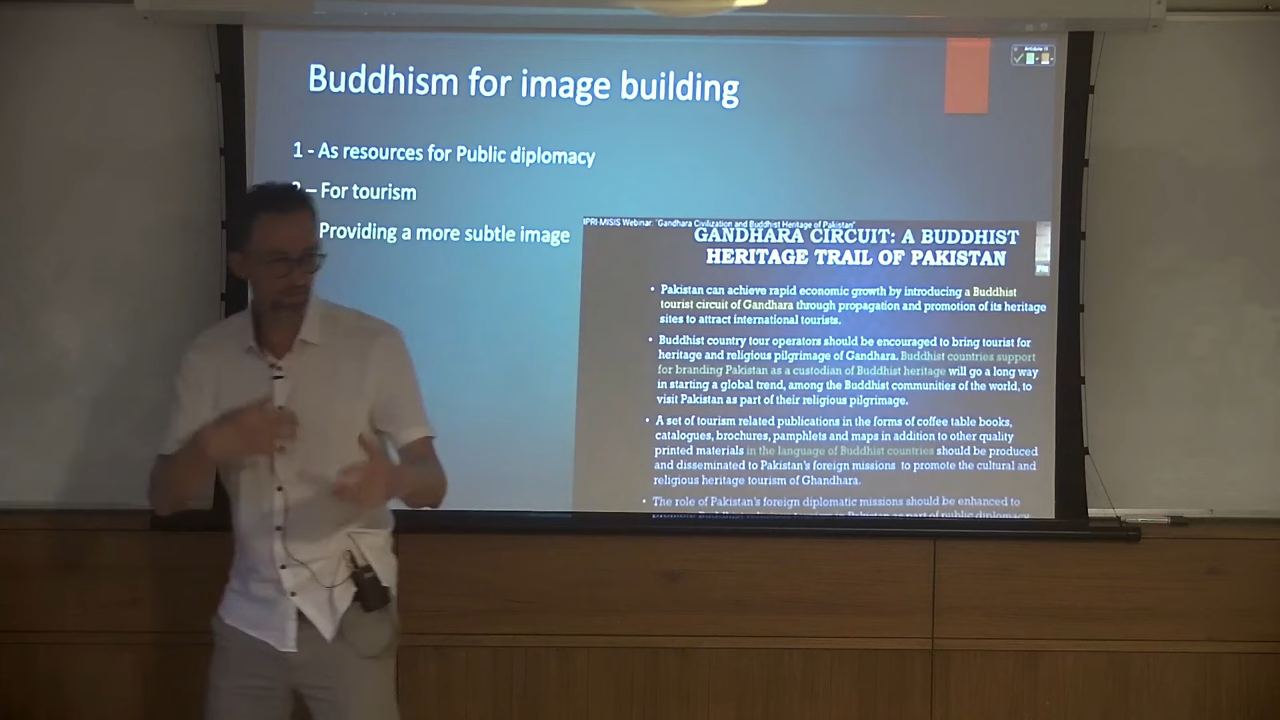 Buddhism for image building
1 - As resources for Public diplomacy
– For tourism
Providing a more subtle image
IPRI-MISIS Webinar: "Gandhara Civilization and Buddhist Heritage of Pakistan"
GANDHARA CIRCUIT: A BUDDHIST
HERITAGE TRAIL OF PAKISTAN
• Pakistan can achieve rapid economic growth by introducing a Buddhist
tourist circuit of Gandhara through propagation and promotion of its heritage
sites to attract international tourists.
• Buddhist country tour operators should be encouraged to bring tourist for
heritage and religious pilgrimage of Gandhara. Buddhist countries support
for branding Pakistan as a custodian of Buddhist heritage will go a long way
in starting a global trend, among the Buddhist communities of the world, to
visit Pakistan as part of their religious pilgrimage.
• A set of tourism related publications in the forms of coffee table books,
catalogues, brochures, pamphlets and maps in addition to other quality
printed materials in the language of Buddhist countries should be produced
and disseminated to Pakistan's foreign missions to promote the cultural and
religious heritage tourism of Ghandhara.
• The role of Pakistan's foreign diplomatic missions should be enhanced to